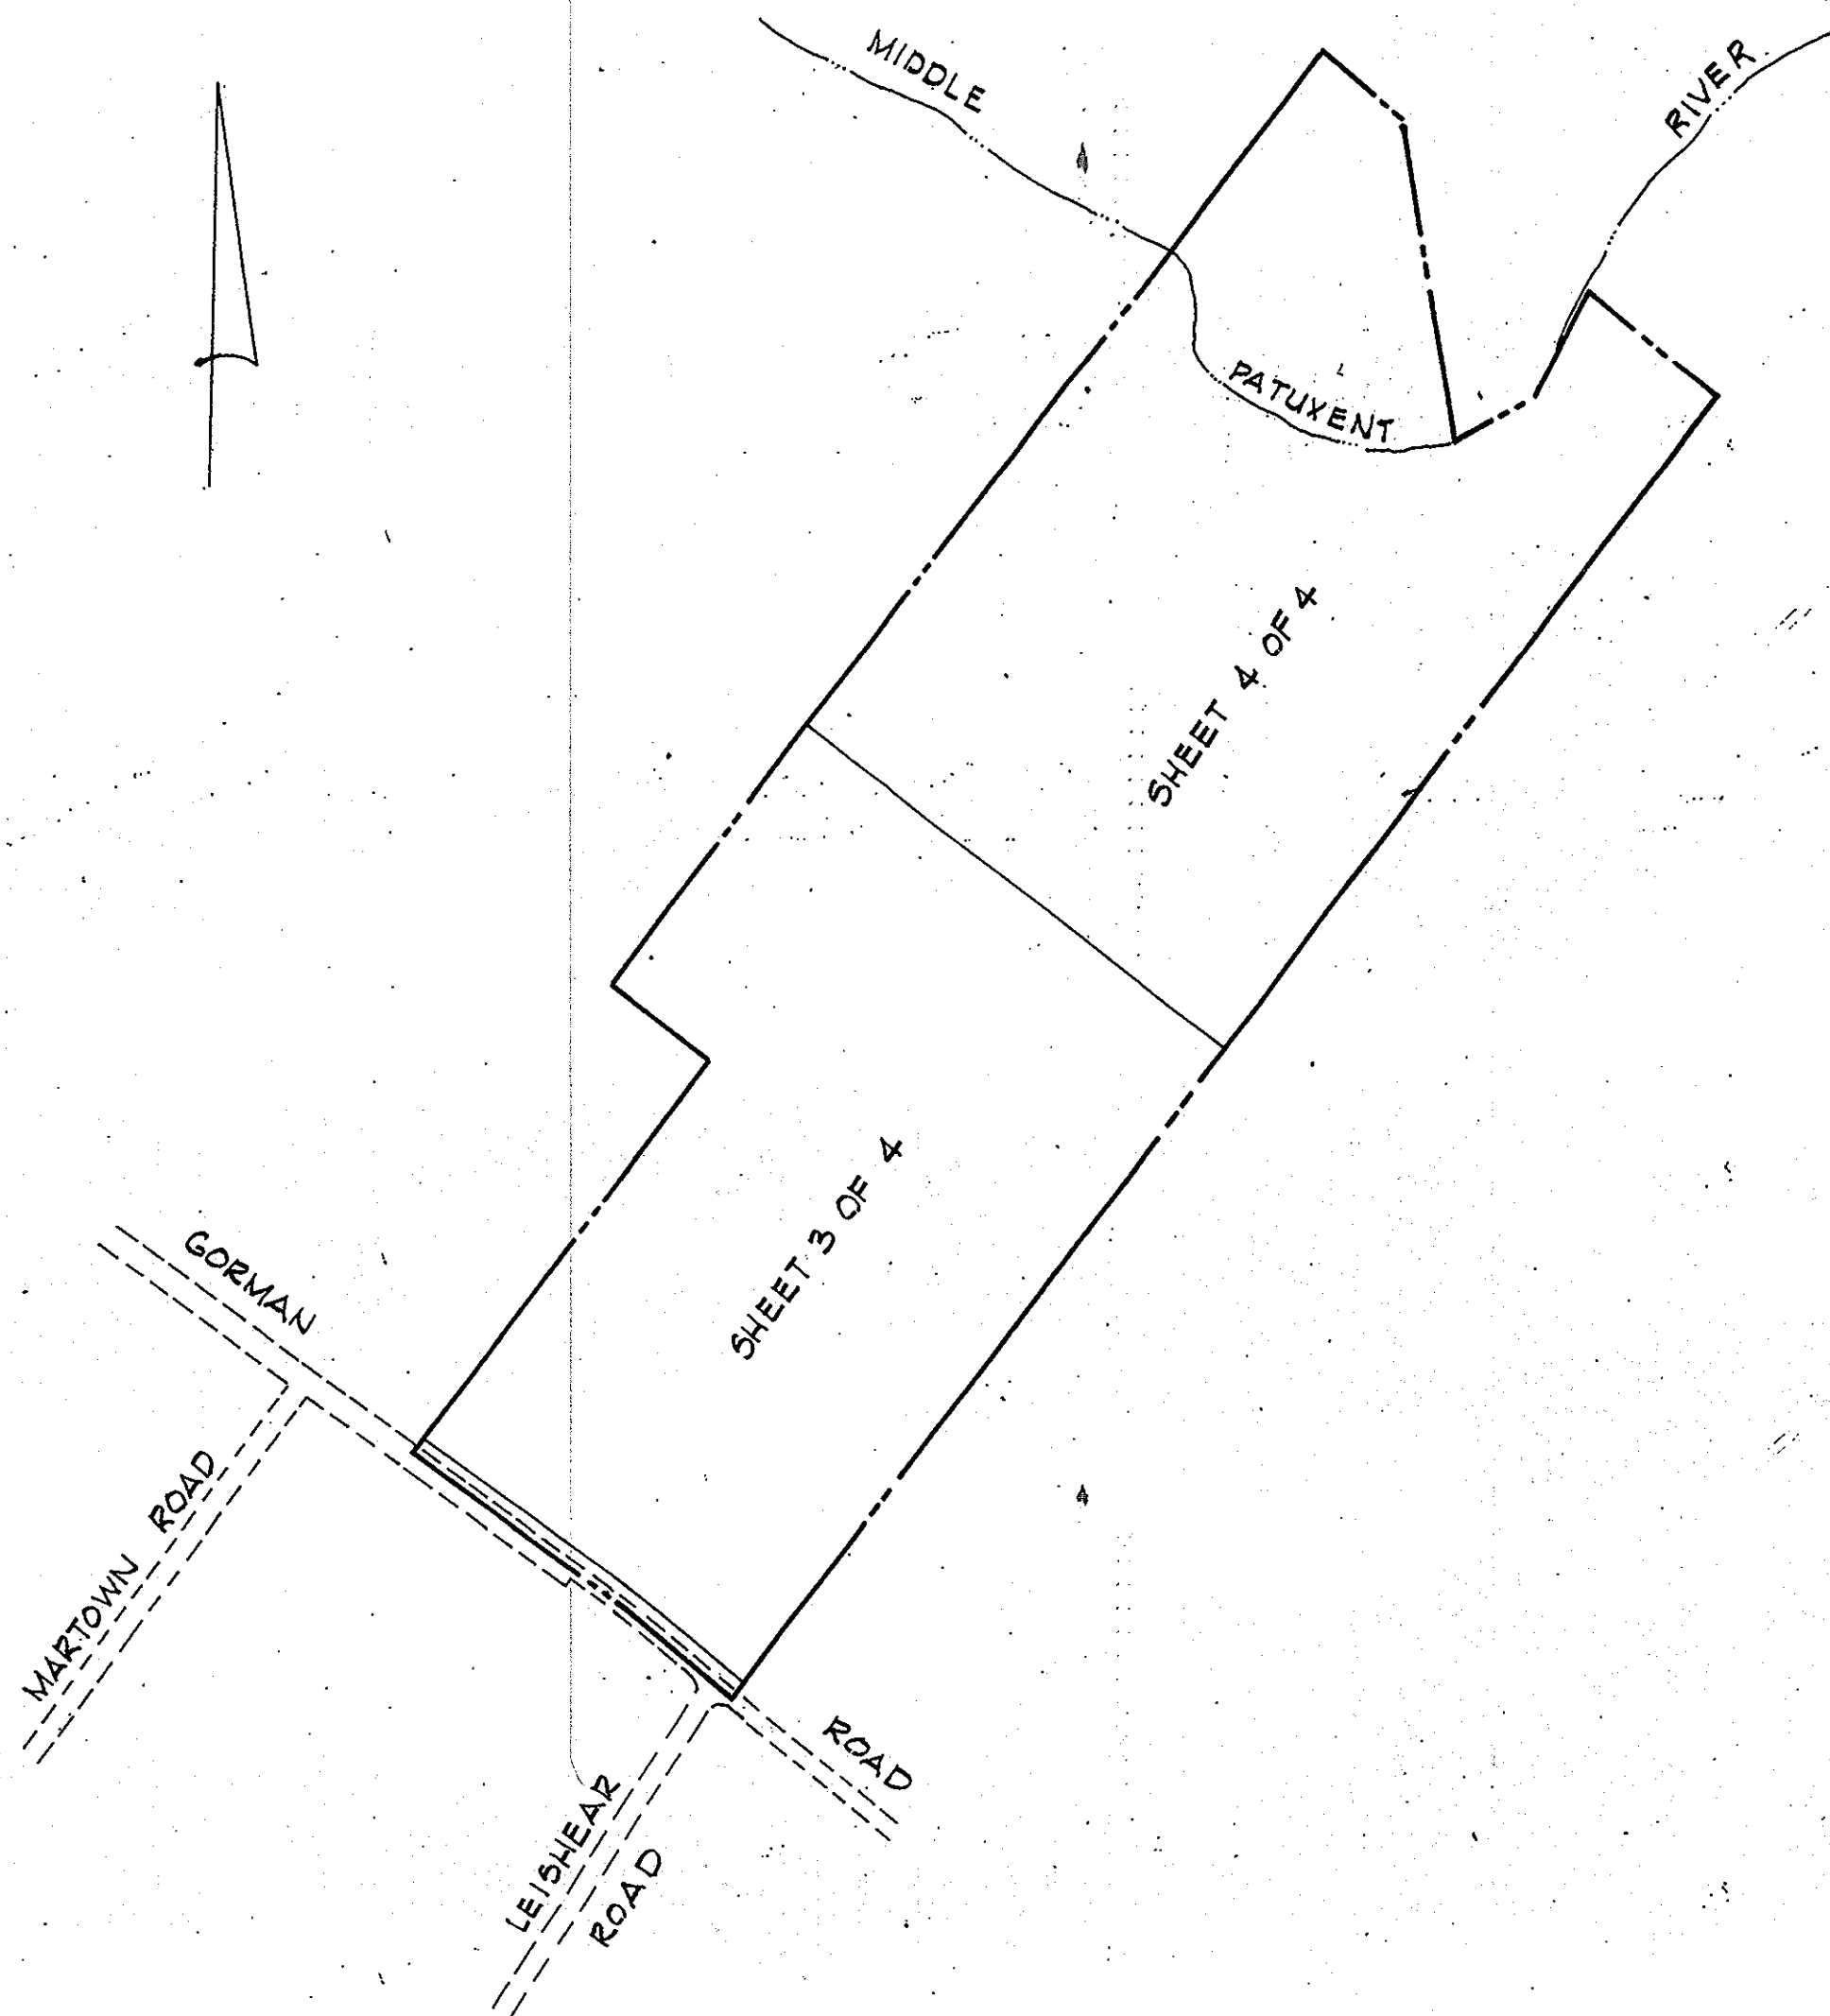 MIDDLE
RIVER
PATUXENT
SHEET 4 OF 4
SHEET 3 OF 4
GORMAN
ROAD
MARTOWN ROAD
LEISHEAR
ROAD